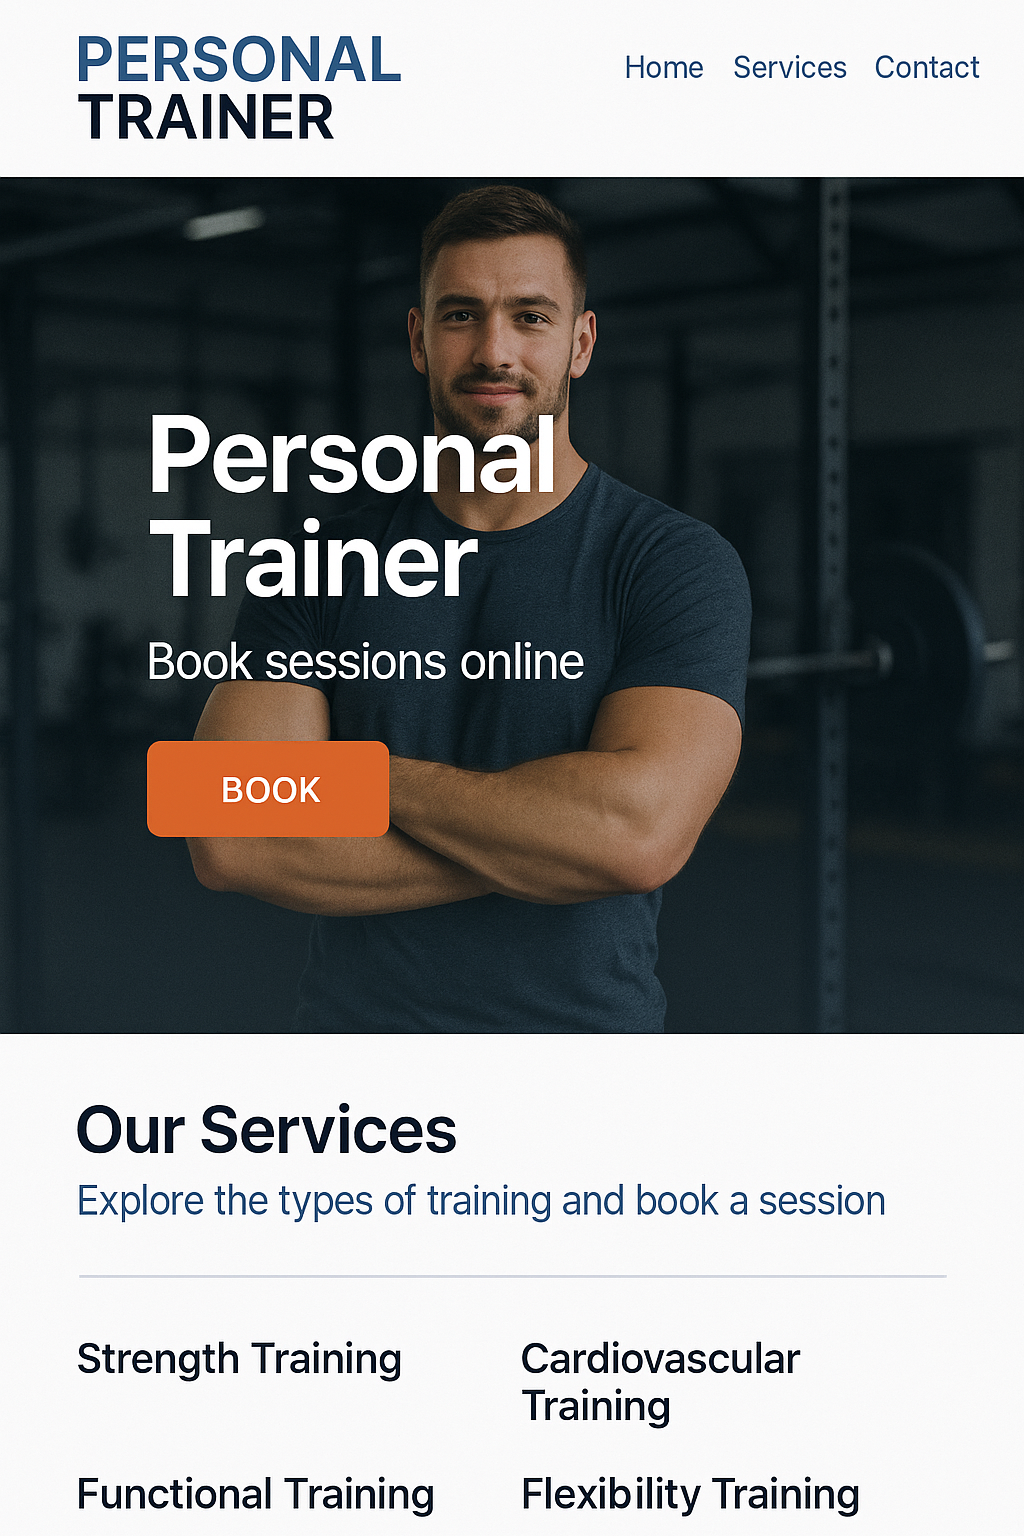 PERSONAL
TRAINER
Home Services Contact
Personal
Trainer
Book sessions online
BOOK
Our Services
Explore the types of training and book a session
Strength Training
Cardiovascular
Training
Functional Training
Flexibility Training